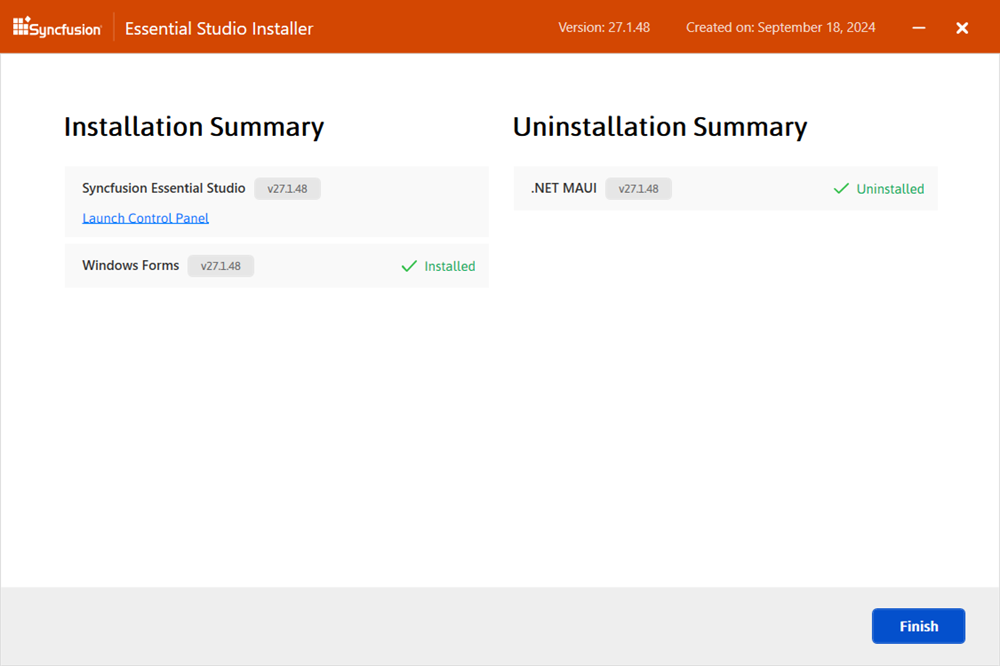 Syncfusion Essential Studio Installer Version: 27.1.48 Created on: September 18, 2024
Installation Summary
Syncfusion Essential Studio v27.1.48
Launch Control Panel
Windows Forms v27.1.48 Installed
Uninstallation Summary
.NET MAUI v27.1.48 Uninstalled
Finish